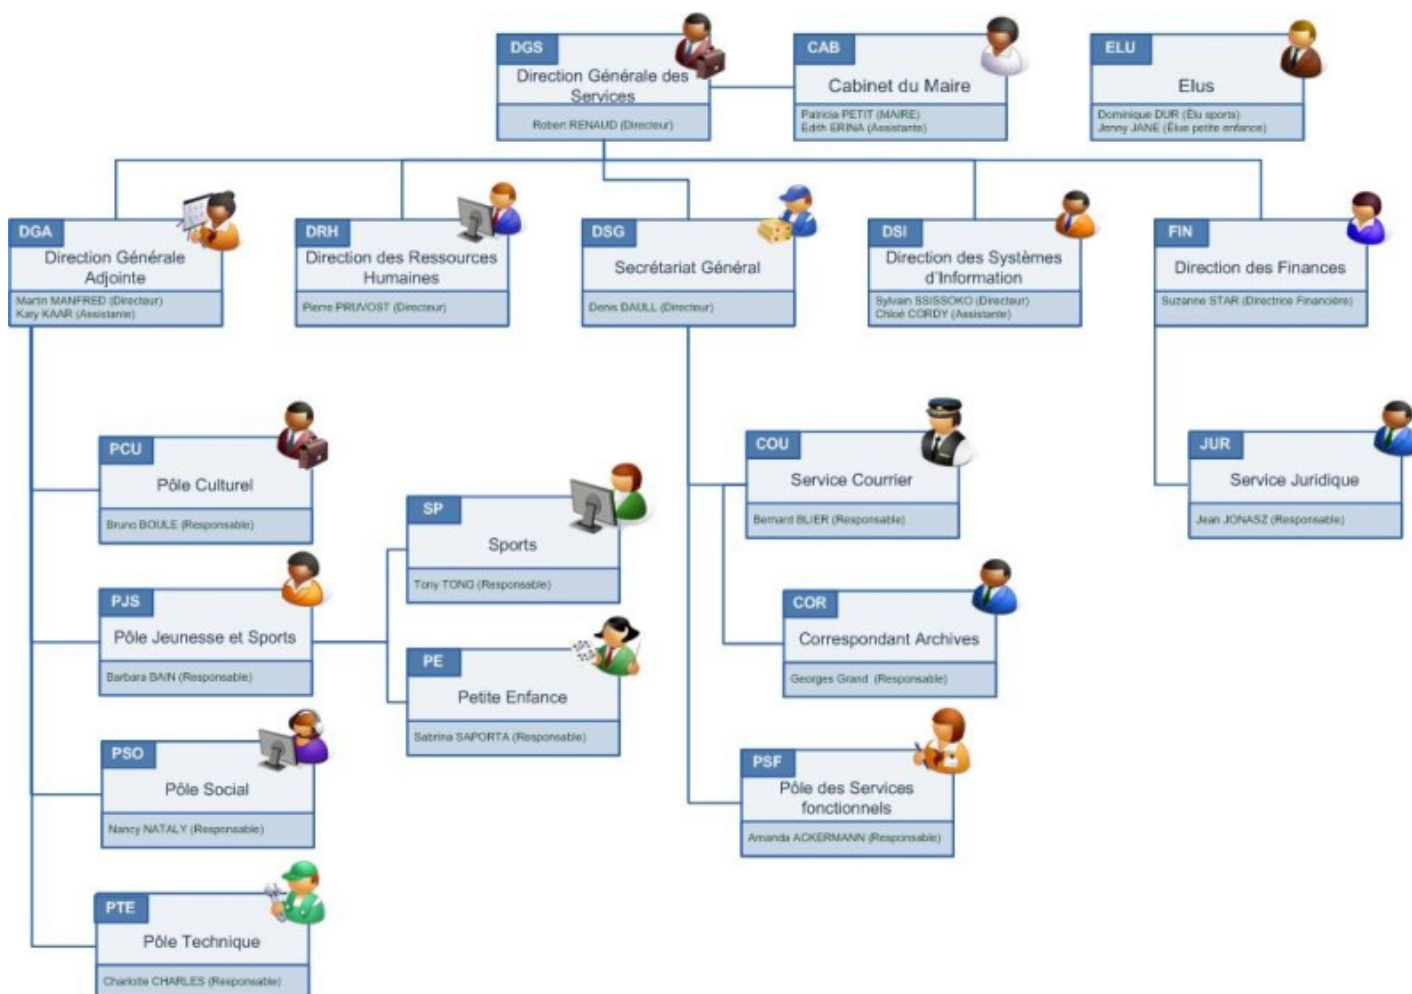 DGS
Direction Générale des
Services
Robert RENAUD (Directeur)
CAB
Cabinet du Maire
Patricia PETIT (MAIRE)
Edith ERINA (Assistante)
ELU
Elus
Dominique DUR (Élu sports)
Jenny JANE (Élue petite enfance)
DGA
Direction Générale
Adjointe
Martin MANFRED (Directeur)
Katy KAAR (Assistante)
DRH
Direction des Ressources
Humaines
Pierre PRUVOST (Directeur)
DSG
Secrétariat Général
Denis DAULL (Directeur)
DSI
Direction des Systèmes
d'Information
Sylvain SSISSOKO (Directeur)
Chloé CORDY (Assistante)
FIN
Direction des Finances
Suzanne STAR (Directrice Financière)
PCU
Pôle Culturel
Bruno BOULE (Responsable)
PJS
Pôle Jeunesse et Sports
Barbara BAIN (Responsable)
SP
Sports
Tony TONG (Responsable)
PE
Petite Enfance
Sabrina SAPORTA (Responsable)
PSO
Pôle Social
Nancy NATALY (Responsable)
PTE
Pôle Technique
Charlotte CHARLES (Responsable)
COU
Service Courrier
Bernard BLIER (Responsable)
COR
Correspondant Archives
Georges Grand (Responsable)
PSF
Pôle des Services
fonctionnels
Amanda ACKERMANN (Responsable)
JUR
Service Juridique
Jean JONASZ (Responsable)